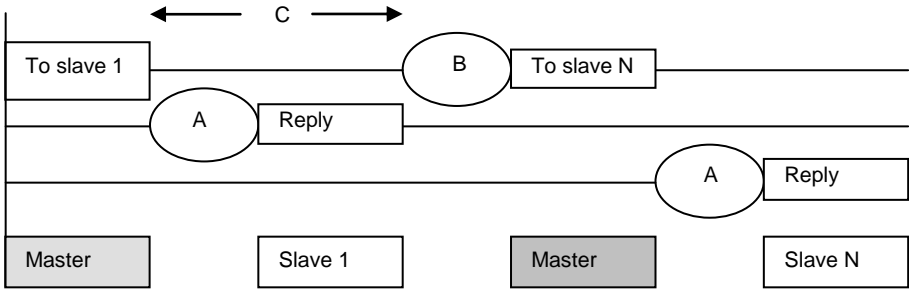 C
To slave 1
B
To slave N
A
Reply
A
Reply
Master
Slave 1
Master
Slave N